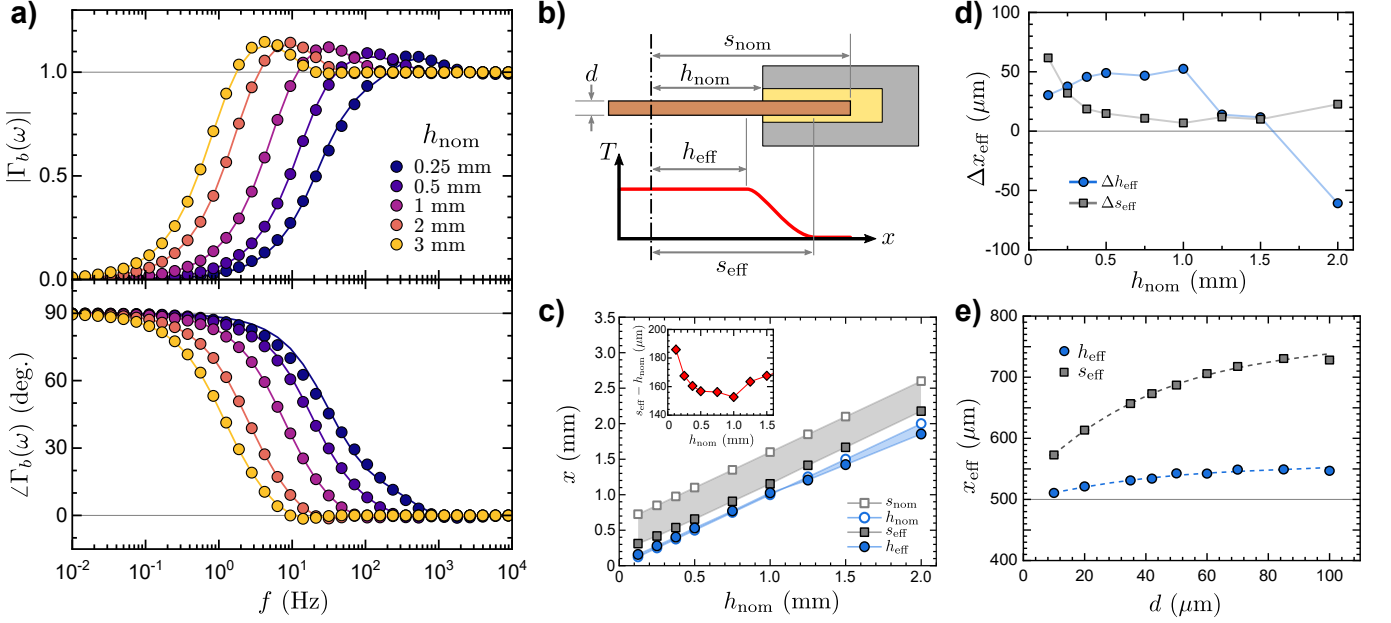 a)
|Γb(ω)|
1.0
0.5
0.0
hnom
0.25 mm
0.5 mm
1 mm
2 mm
3 mm
∠Γb(ω) (deg.)
90
60
30
0
10-2 10-1 100 101 102 103 104
f (Hz)
b)
snom
hnom
d
heff
T
x
seff
c)
x (mm)
3.5
3.0
2.5
2.0
1.5
1.0
0.5
0.0
0.0 0.5 1.0 1.5 2.0
hnom (mm)
seff − hnom (μm)
200
180
160
140
0 0.5 1.0 1.5
hnom (mm)
snom
hnom
seff
heff
d)
Δxeff (μm)
100
50
0
-50
-100
0.0 0.5 1.0 1.5 2.0
hnom (mm)
Δheff
Δseff
e)
xeff (μm)
800
700
600
500
400
0 20 40 60 80 100
d (μm)
heff
seff